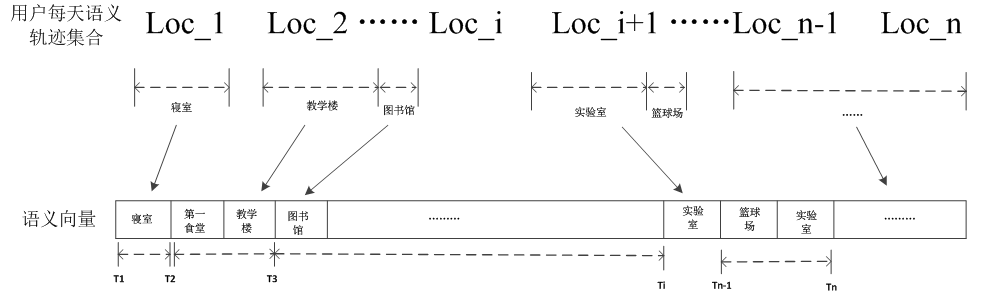 用户每天语义
轨迹集合
Loc_1 Loc_2 …… Loc_i Loc_i+1 ……Loc_n-1 Loc_n
寝室 教学楼 图书馆 实验室 篮球场 ......
语义向量
寝室 第一食堂 教学楼 图书馆 ......... 实验室 篮球场 实验室 .........
T1 T2 T3 Ti Tn-1 Tn